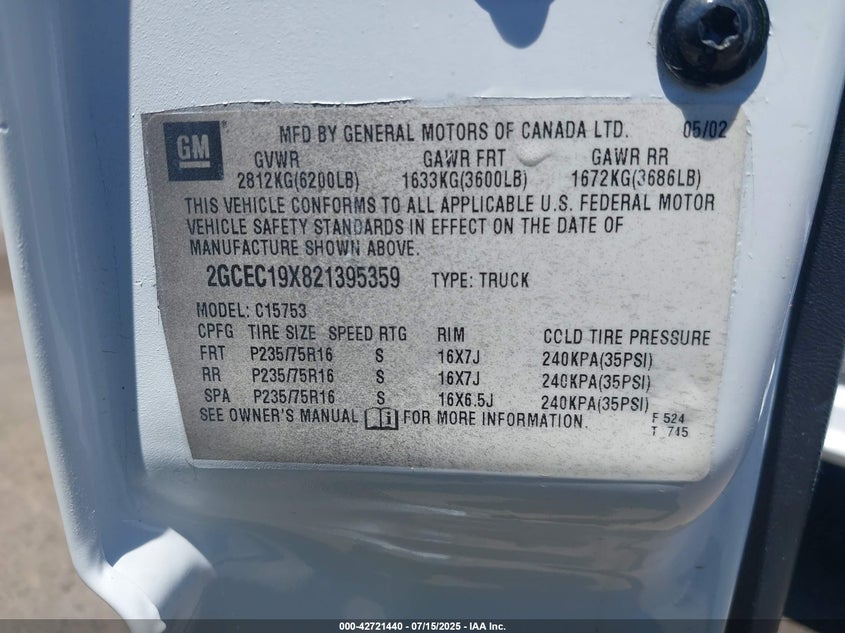 GM ® MFD BY GENERAL MOTORS OF CANADA LTD. 05/02
GVWR GAWR FRT GAWR RR
2812KG(6200LB) 1633KG(3600LB) 1672KG(3686LB)
THIS VEHICLE CONFORMS TO ALL APPLICABLE U.S. FEDERAL MOTOR
VEHICLE SAFETY STANDARDS IN EFFECT ON THE DATE OF
MANUFACTURE SHOWN ABOVE.
2GCEC19X821395359 TYPE: TRUCK
MODEL: C15753
CPFG TIRE SIZE SPEED RTG RIM COLD TIRE PRESSURE
FRT P235/75R16 S 16X7J 240KPA(35PSI)
RR P235/75R16 S 16X7J 240KPA(35PSI)
SPA P235/75R16 S 16X6.5J 240KPA(35PSI)
SEE OWNER'S MANUAL i FOR MORE INFORMATION.
F 524
T 745
000-42721440 - 07/15/2025 - IAA Inc.